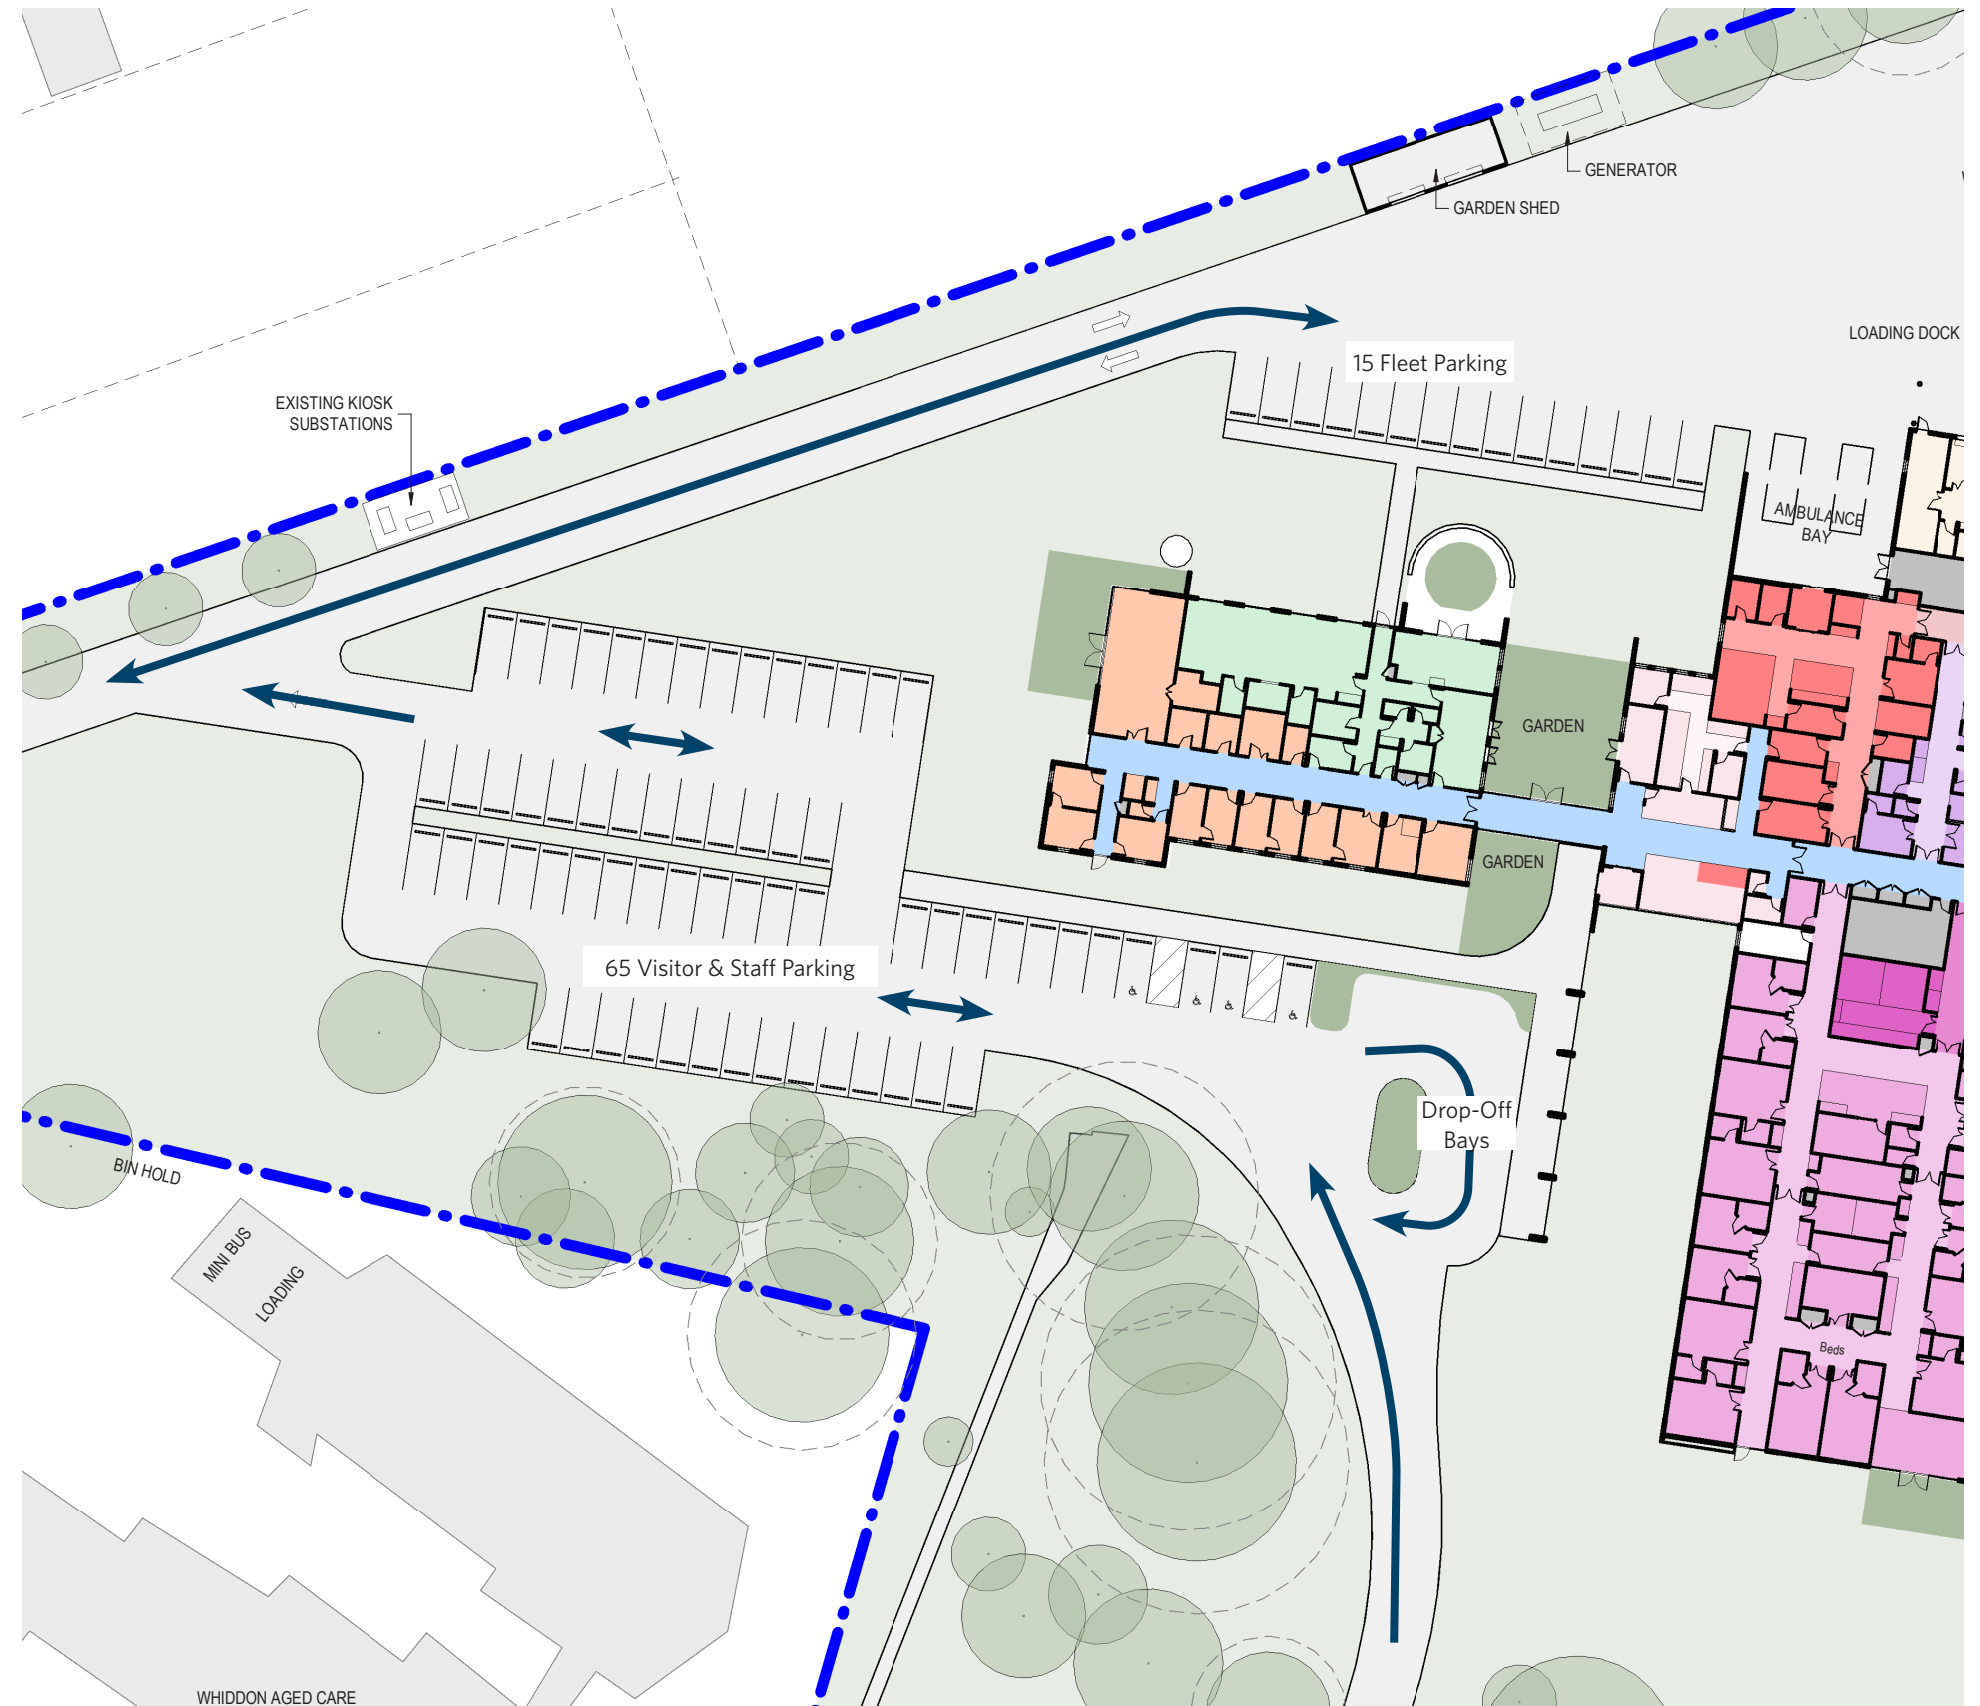 GENERATOR
GARDEN SHED
LOADING DOCK
15 Fleet Parking
EXISTING KIOSK
SUBSTATIONS
AMBULANCE
BAY
GARDEN
GARDEN
65 Visitor & Staff Parking
Drop-Off
Bays
BIN HOLD
MINI BUS
LOADING
Beds
WHIDDON AGED CARE